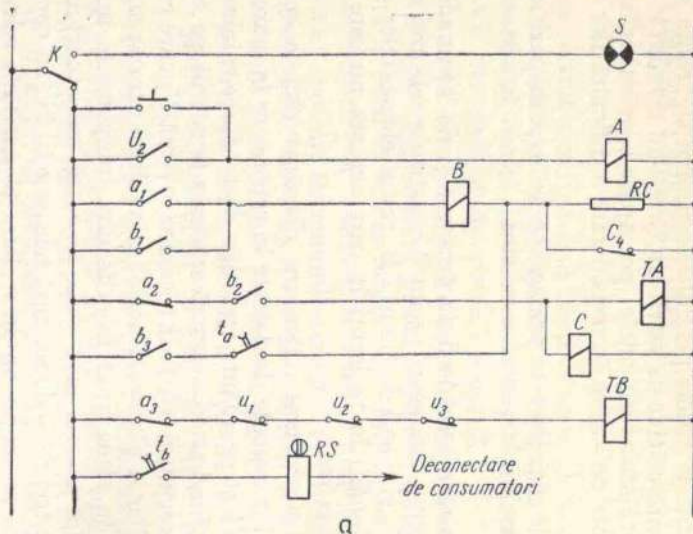 K
S
U₂
A
a₁
B
RC
b₁
C₄
a₂ b₂
TA
b₃ tₐ
C
a₃ u₁ u₂ u₃
TB
t_b
RS
Deconectare
de consumatori
a